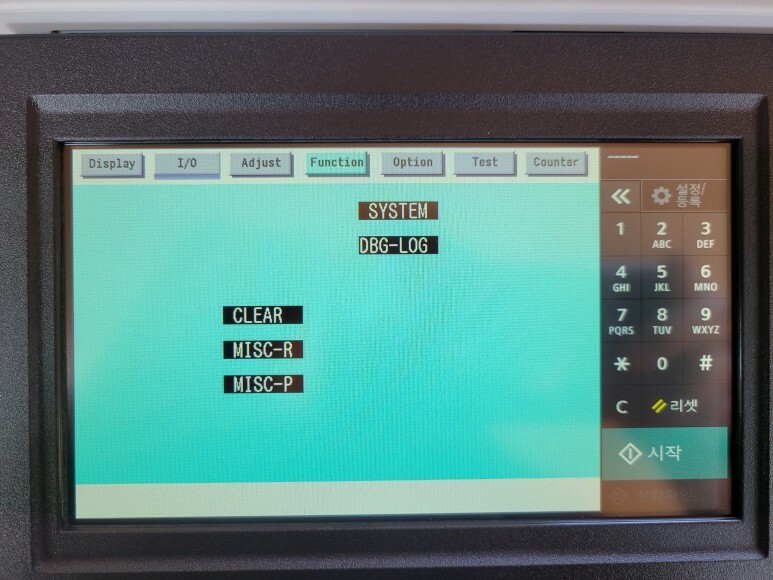 Display I/O Adjust Function Option Test Counter
SYSTEM
DBG-LOG
CLEAR
MISC-R
MISC-P
설정/
등록
1 2 3
ABC DEF
4 5 6
GHI JKL MNO
7 8 9
PQRS TUV WXYZ
* 0 #
C 리셋
시작